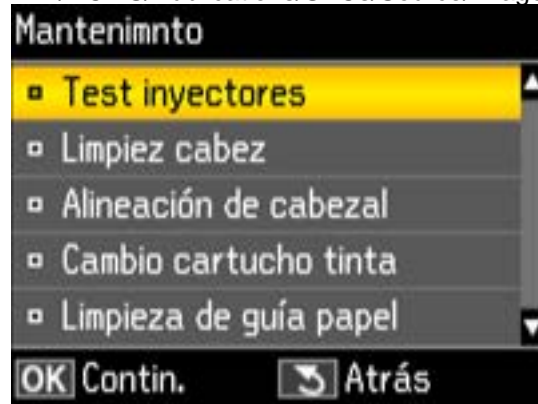 Mantenimnto
Test inyectores
Limpiez cabez
Alineación de cabezal
Cambio cartucho tinta
Limpieza de guía papel
OK Contin. Atrás